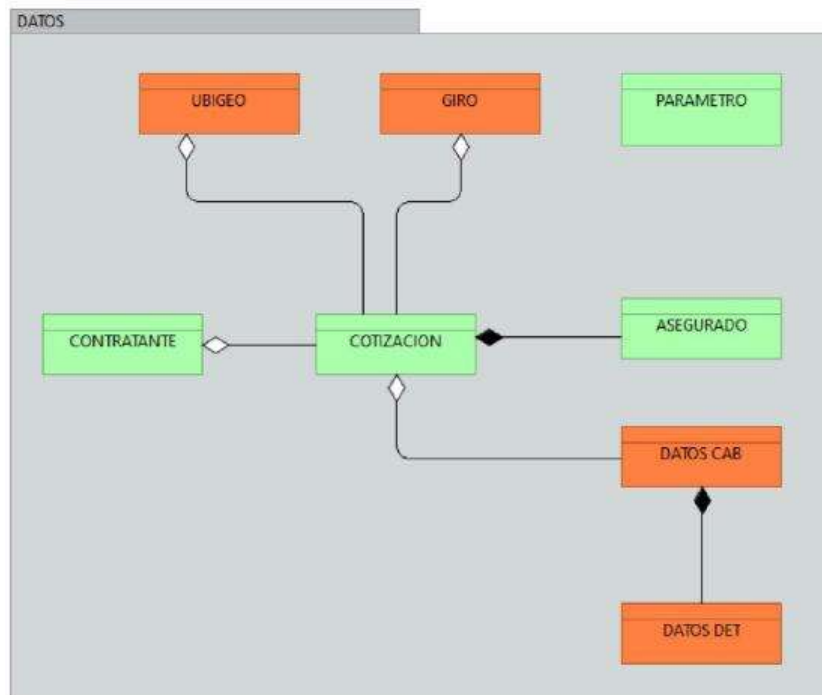 DATOS
UBIGEO
GIRO
PARAMETRO
CONTRATANTE
COTIZACION
ASEGURADO
DATOS CAB
DATOS DET